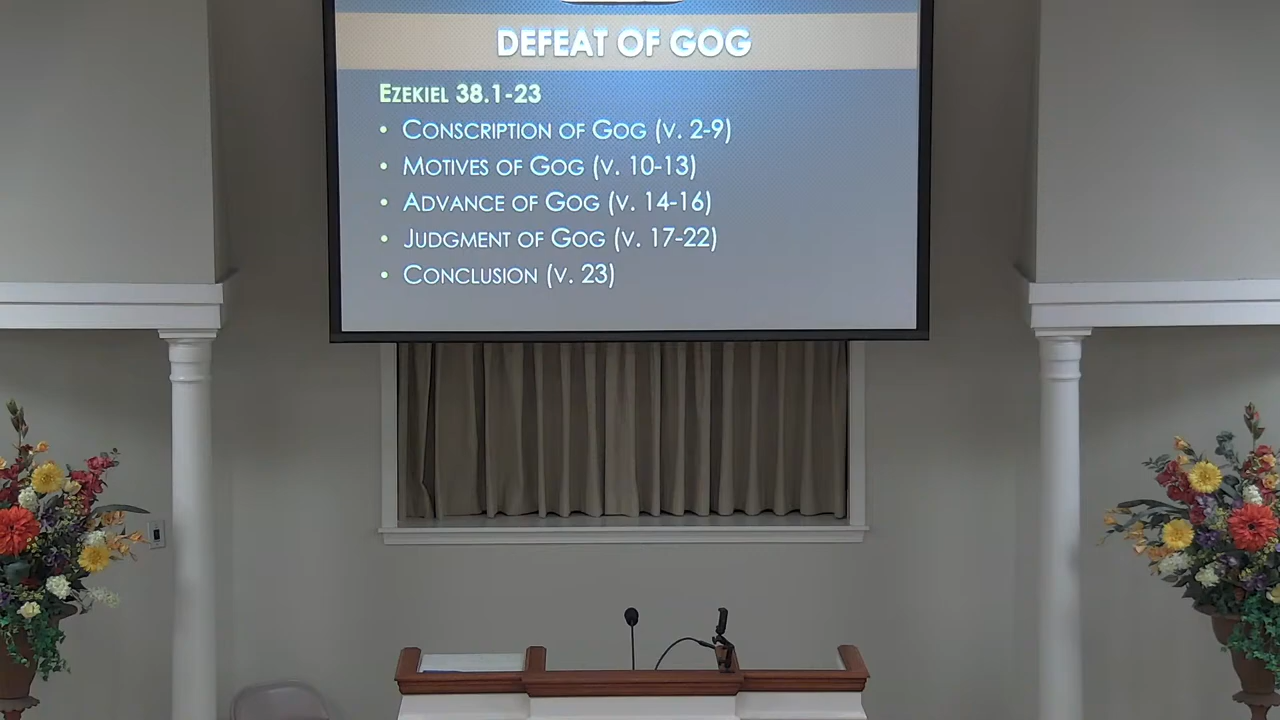 DEFEAT OF GOG
EZEKIEL 38.1-23
• CONSCRIPTION OF GOG (V. 2-9)
• MOTIVES OF GOG (V. 10-13)
• ADVANCE OF GOG (V. 14-16)
• JUDGMENT OF GOG (V. 17-22)
• CONCLUSION (V. 23)